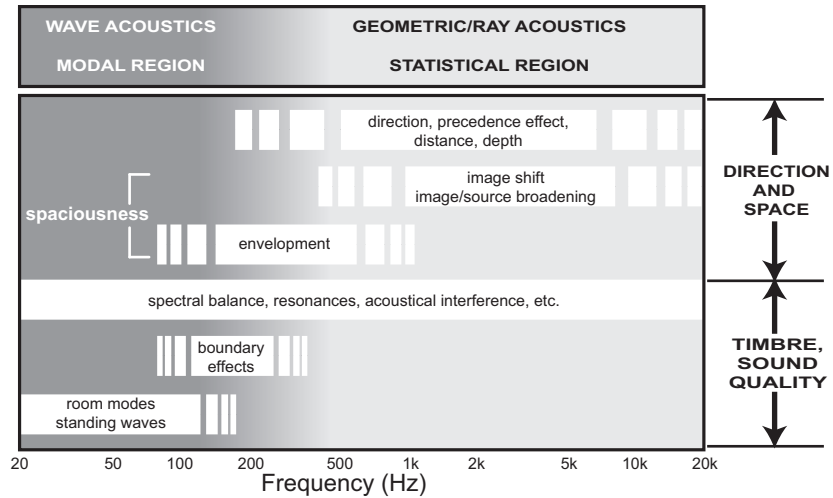 WAVE ACOUSTICS
GEOMETRIC/RAY ACOUSTICS
MODAL REGION
STATISTICAL REGION
direction, precedence effect,
distance, depth
image shift
image/source broadening
spaciousness
envelopment
DIRECTION
AND
SPACE
spectral balance, resonances, acoustical interference, etc.
boundary
effects
room modes
standing waves
TIMBRE,
SOUND
QUALITY
20 50 100 200 500 1k 2k 5k 10k 20k
Frequency (Hz)